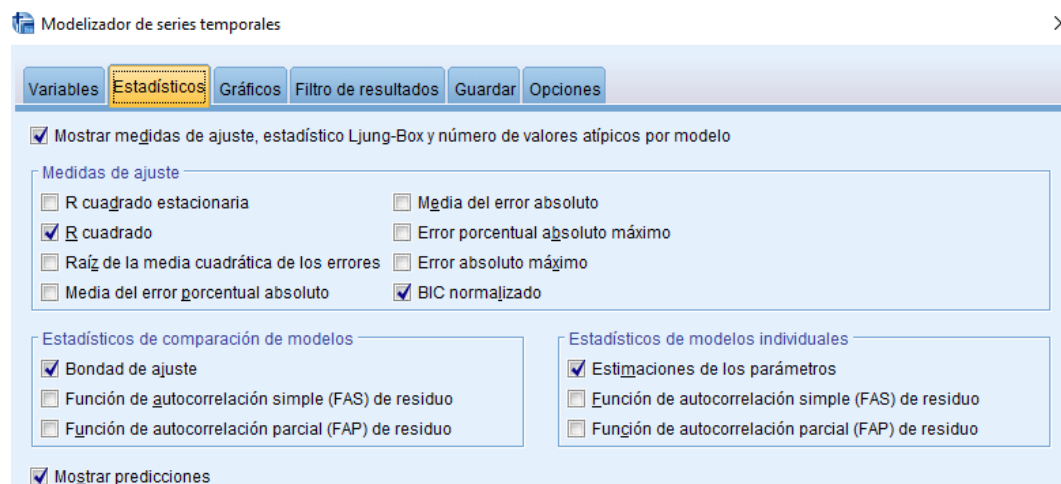 Modelizador de series temporales
Variables Estadísticos Gráficos Filtro de resultados Guardar Opciones
Mostrar medidas de ajuste, estadístico Ljung-Box y número de valores atípicos por modelo
Medidas de ajuste
R cuadrado estacionaria
R cuadrado
Raíz de la media cuadrática de los errores
Media del error porcentual absoluto
Media del error absoluto
Error porcentual absoluto máximo
Error absoluto máximo
BIC normalizado
Estadísticos de comparación de modelos
Bondad de ajuste
Función de autocorrelación simple (FAS) de residuo
Función de autocorrelación parcial (FAP) de residuo
Estadísticos de modelos individuales
Estimaciones de los parámetros
Función de autocorrelación simple (FAS) de residuo
Función de autocorrelación parcial (FAP) de residuo
Mostrar predicciones